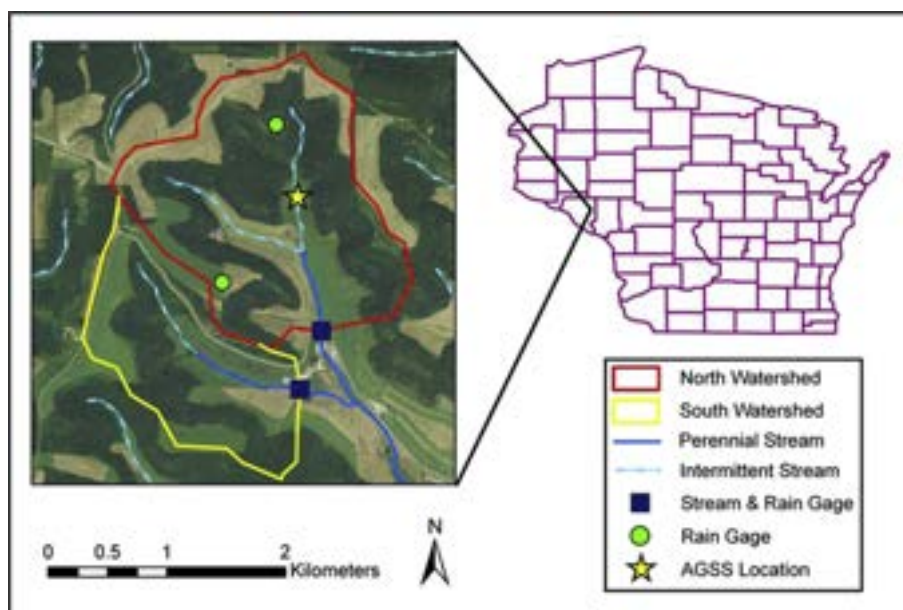 North Watershed
South Watershed
Perennial Stream
Intermittent Stream
Stream & Rain Gage
Rain Gage
AGSS Location
N
0 0.5 1 2
Kilometers